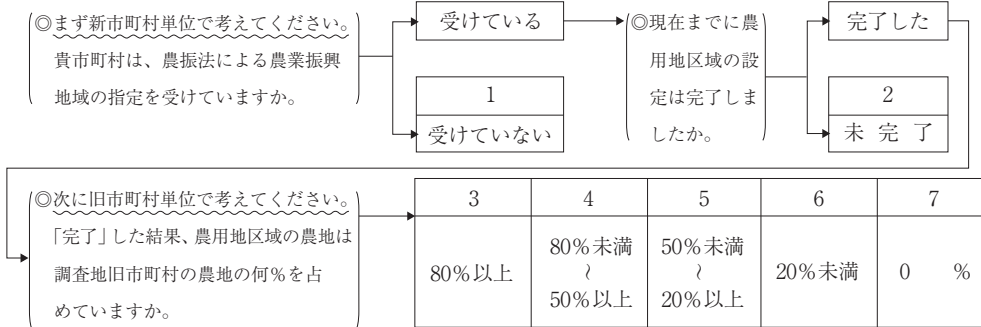 ◎まず新市町村単位で考えてください。
貴市町村は、農振法による農業振興
地域の指定を受けていますか。
受けている
1
受けていない
◎現在までに農
用地区域の設
定は完了しま
したか。
完了した
2
未 完 了
◎次に旧市町村単位で考えてください。
「完了」した結果、農用地区域の農地は
調査地旧市町村の農地の何%を占
めていますか。
3 4 5 6 7
80%以上
80%未満
~
50%以上
50%未満
~
20%以上
20%未満
0 %